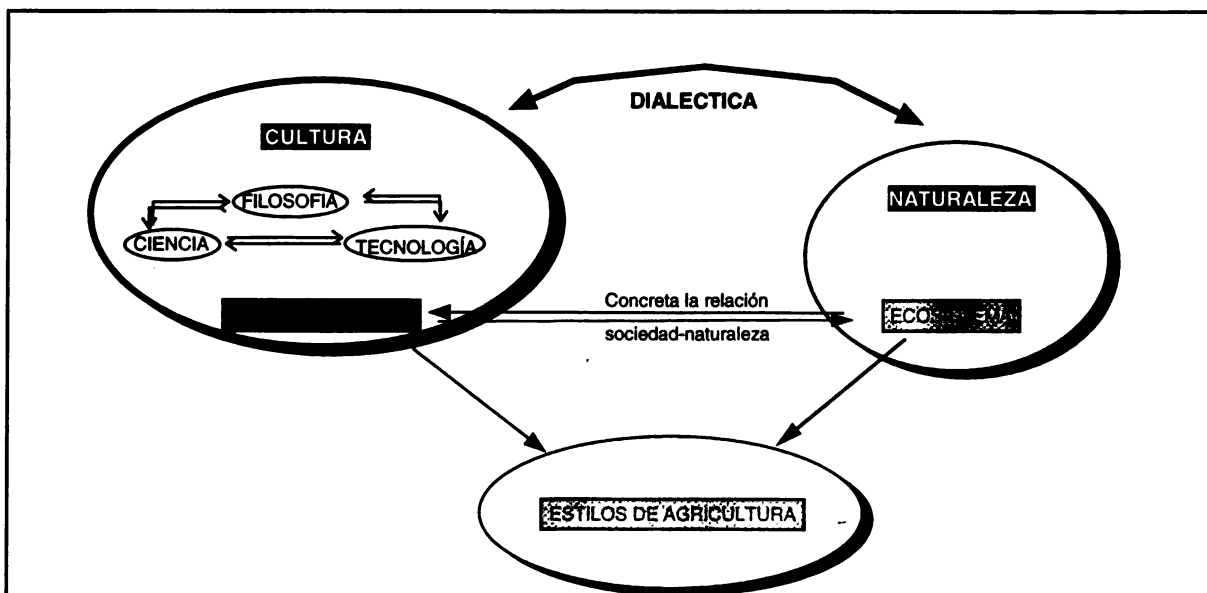 DIALECTICA
CULTURA
FILOSOFIA
NATURALEZA
CIENCIA
TECNOLOGÍA
Concreta la relación
sociedad-naturaleza
ESTILOS DE AGRICULTURA